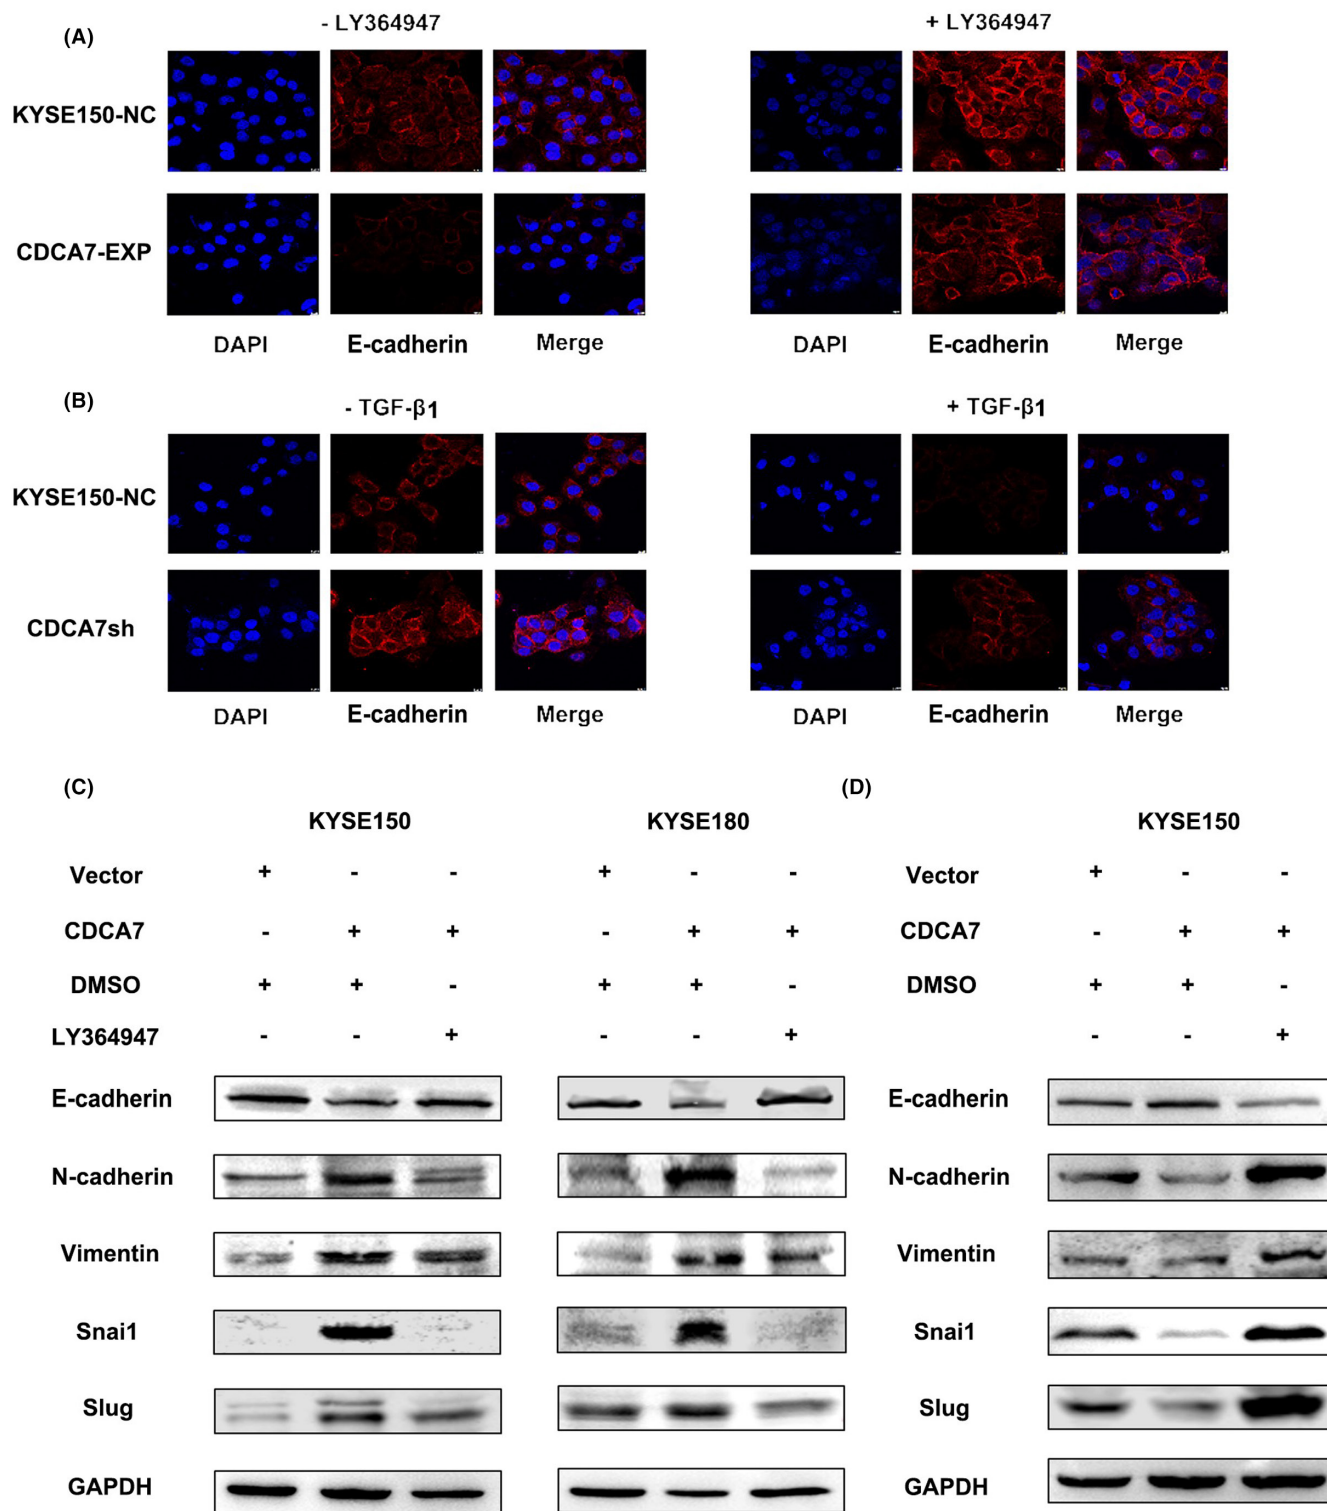 (A)
- LY364947
+ LY364947
KYSE150-NC
CDCA7-EXP
DAPI E-cadherin Merge DAPI E-cadherin Merge
(B)
- TGF-β1
+ TGF-β1
KYSE150-NC
CDCA7sh
DAPI E-cadherin Merge DAPI E-cadherin Merge
(C)
KYSE150 KYSE180
Vector + - - + - -
CDCA7 - + + - + +
DMSO + + - + + -
LY364947 - - + - - +
E-cadherin
N-cadherin
Vimentin
Snai1
Slug
GAPDH
(D)
KYSE150
Vector + - -
CDCA7 - + +
DMSO + + -
- - +
E-cadherin
N-cadherin
Vimentin
Snai1
Slug
GAPDH